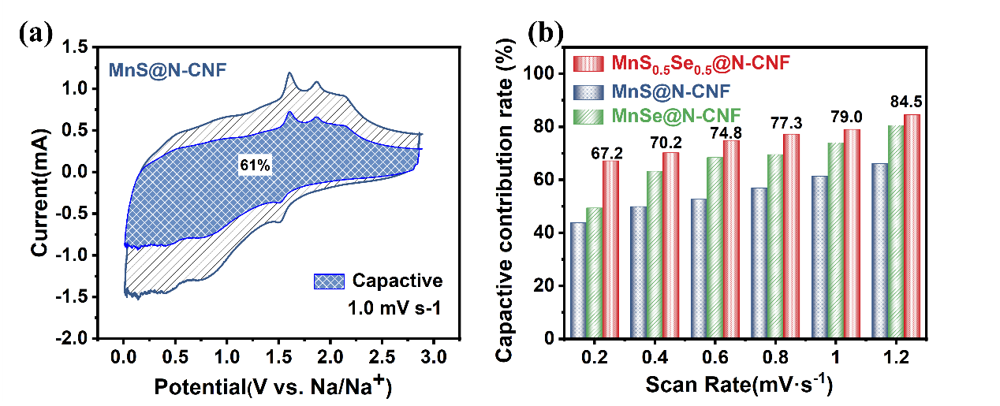 (a)
MnS@N-CNF
61%
Capactive
1.0 mV s-1
Current(mA)
1.5
1.0
0.5
0.0
-0.5
-1.0
-1.5
-2.0
0.0 0.5 1.0 1.5 2.0 2.5 3.0
Potential(V vs. Na/Na⁺)
(b)
Capactive contribution rate (%)
MnS₀.₅Se₀.₅@N-CNF
MnS@N-CNF
MnSe@N-CNF
100
80
60
40
20
0
67.2 70.2 74.8 77.3 79.0 84.5
0.2 0.4 0.6 0.8 1 1.2
Scan Rate(mV·s⁻¹)